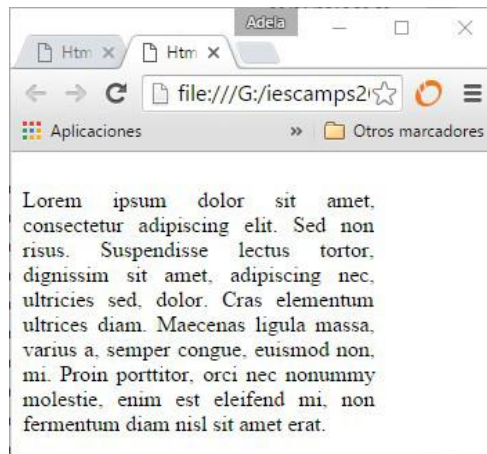 Adela
Htm
Htm
file:///G:/iescamps2
Aplicaciones
»
Otros marcadores
Lorem ipsum dolor sit amet,
consectetur adipiscing elit. Sed non
risus. Suspendisse lectus tortor,
dignissim sit amet, adipiscing nec,
ultricies sed, dolor. Cras elementum
ultrices diam. Maecenas ligula massa,
varius a, semper congue, euismod non,
mi. Proin porttitor, orci nec nonummy
molestie, enim est eleifend mi, non
fermentum diam nisl sit amet erat.